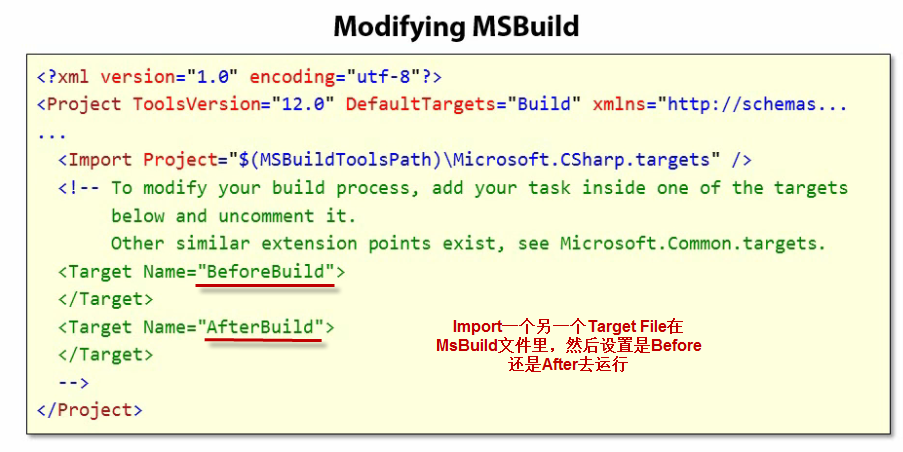 Modifying MSBuild
<?xml version="1.0" encoding="utf-8"?>
<Project ToolsVersion="12.0" DefaultTargets="Build" xmlns="http://schemas...
...
<Import Project="$(MSBuildToolsPath)\Microsoft.CSharp.targets" />
<!-- To modify your build process, add your task inside one of the targets
below and uncomment it.
Other similar extension points exist, see Microsoft.Common.targets.
<Target Name="BeforeBuild">
</Target>
<Target Name="AfterBuild">
</Target>
-->
</Project>
Import一个另一个Target File在
MsBuild文件里，然后设置是Before
还是After去运行